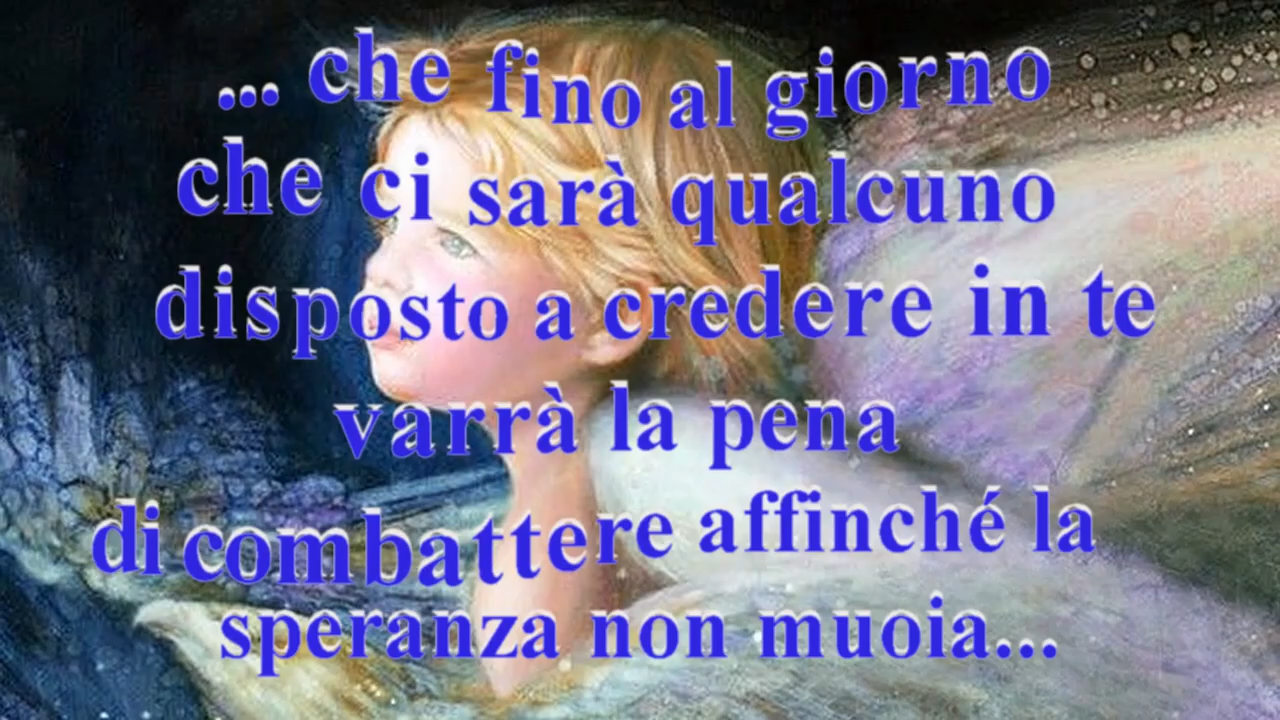 ... che fino al giorno
che ci sarà qualcuno
disposto a credere in te
varrà la pena
di combattere affinché la
speranza non muoia...